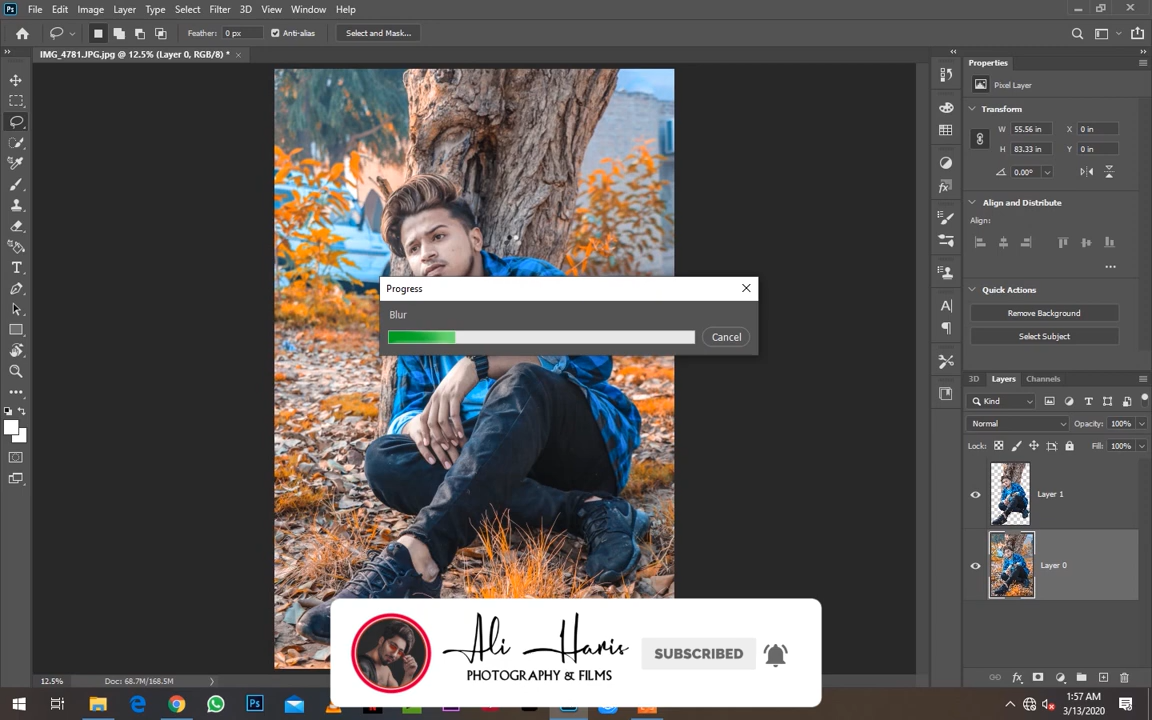 Ps File Edit Image Layer Type Select Filter 3D View Window Help
Feather: 0 px Anti-alias Select and Mask...
IMG_4781.JPG.jpg @ 12.5% (Layer 0, RGB/8) *
Properties
Pixel Layer
Transform
W 55.56 in X 0 in
H 83.33 in Y 0 in
0.00°
Align and Distribute
Align:
Quick Actions
Remove Background
Select Subject
3D Layers Channels
Kind
Normal Opacity: 100%
Lock: Fill: 100%
Layer 1
Layer 0
Progress
Blur
Cancel
Ali Haris
PHOTOGRAPHY & FILMS
SUBSCRIBED
12.5% Doc: 68.7M/168.5M
Ps
1:57 AM
3/13/2020